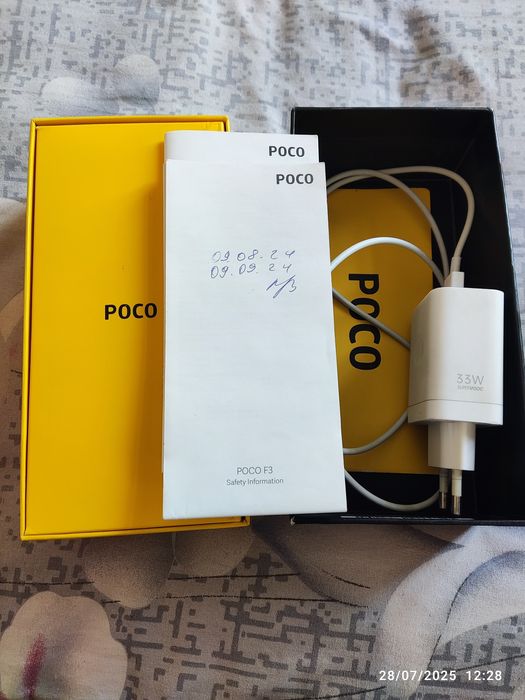 POCO
POCO
POCO
09.08.24
09.09.24
POCO F3
Safety Information
POCO
33W
28/07/2025 12:28